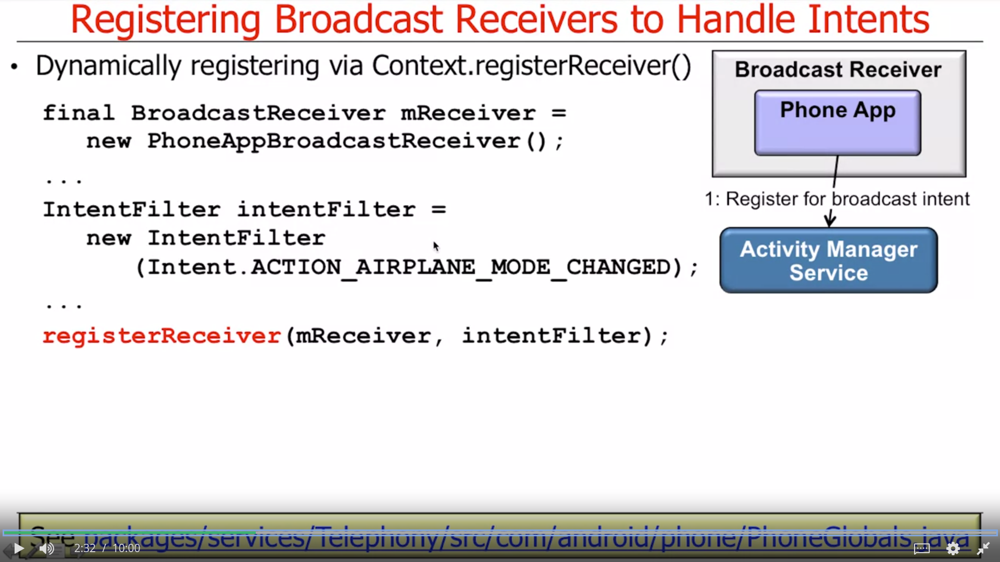 Registering Broadcast Receivers to Handle Intents
• Dynamically registering via Context.registerReceiver()
final BroadcastReceiver mReceiver =
new PhoneAppBroadcastReceiver();
...
IntentFilter intentFilter =
new IntentFilter
(Intent.ACTION_AIRPLANE_MODE_CHANGED);
...
registerReceiver(mReceiver, intentFilter);
Broadcast Receiver
Phone App
1: Register for broadcast intent
Activity Manager
Service
See packages/services/Telephony/src/com/android/phone/PhoneGlobals.java
2:32 / 10:00